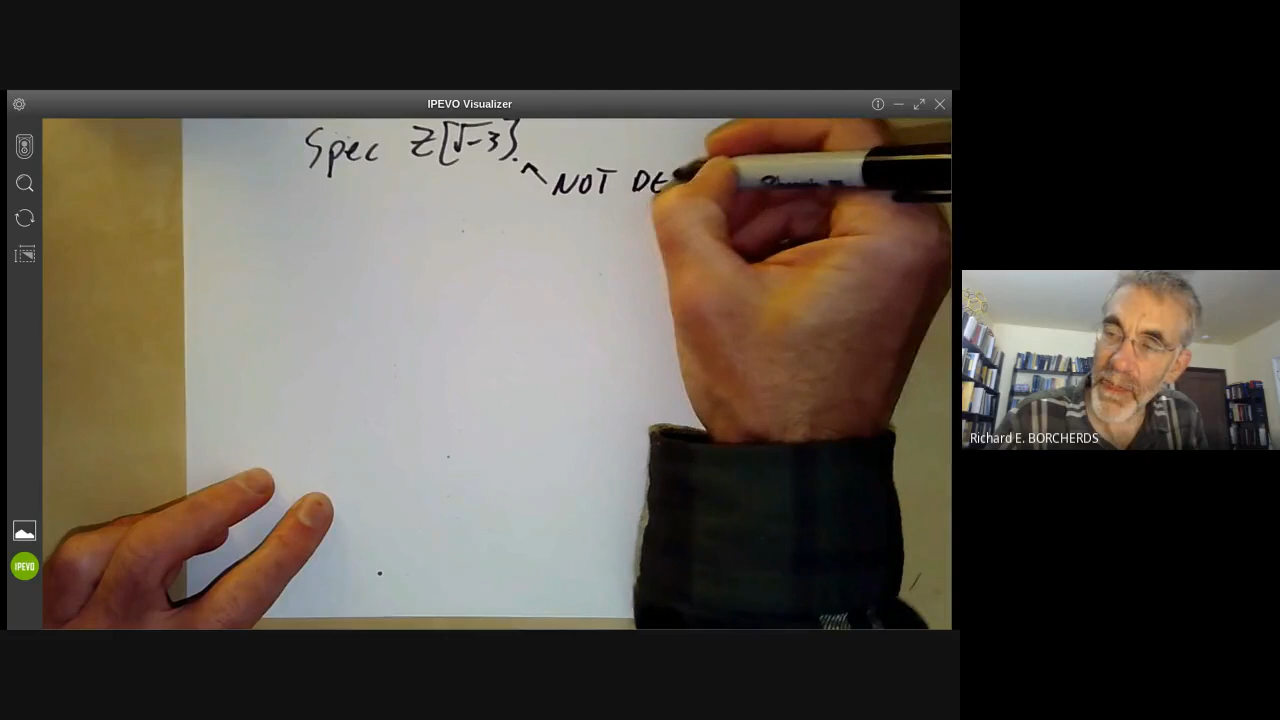 IPEVO Visualizer
Spec Z[√-3].
NOT DE
IPEVO
Richard E. BORCHERDS